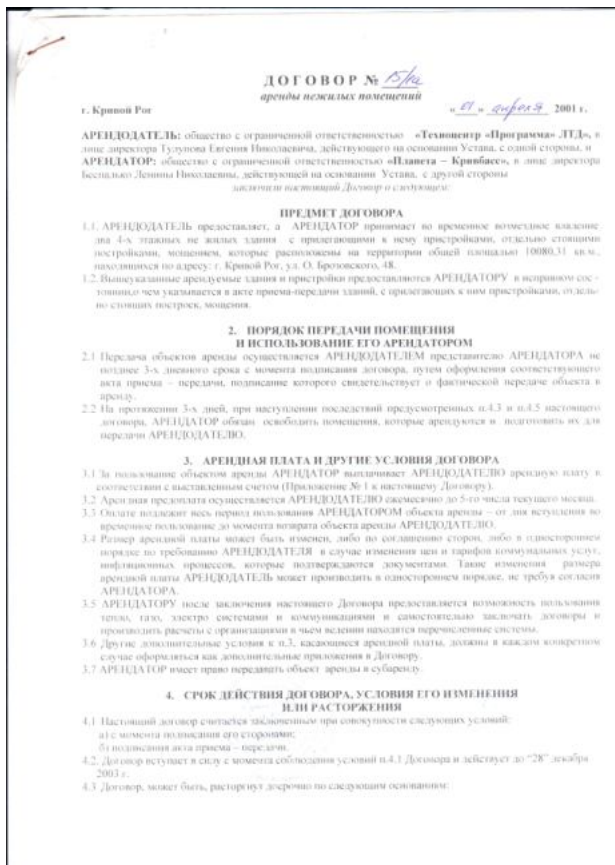 ДОГОВОР № 15/на
аренды нежилых помещений
г. Кривой Рог «01» апреля 2001 г.
АРЕНДОДАТЕЛЬ: общество с ограниченной ответственностью «Техноцентр «Программа» ЛТД», в
лице директора Тулупова Евгения Николаевича, действующего на основании Устава, с одной стороны, и
АРЕНДАТОР: общество с ограниченной ответственностью «Планета – Кривбасс», в лице директора
Беспалько Ленины Николаевны, действующей на основании Устава, с другой стороны
заключили настоящий Договор о следующем:
ПРЕДМЕТ ДОГОВОРА
1.1. АРЕНДОДАТЕЛЬ предоставляет, а АРЕНДАТОР принимает во временное возмездное владение
два 4-х этажных не жилых здания с прилегающими к нему пристройками, отдельно стоящими
постройками, мощением, которые расположены на территории общей площадью 10080,31 кв.м.,
находящихся по адресу: г. Кривой Рог, ул. О. Брозовского, 48.
1.2. Вышеуказанные арендуемые здания и пристройки предоставляются АРЕНДАТОРУ в исправном сос-
тоянии,о чем указывается в акте приема-передачи зданий, с прилегающих к ним пристройками, отдель-
но стоящих построек, мощения.
2. ПОРЯДОК ПЕРЕДАЧИ ПОМЕЩЕНИЯ
И ИСПОЛЬЗОВАНИЕ ЕГО АРЕНДАТОРОМ
2.1 Передача объектов аренды осуществляется АРЕНДОДАТЕЛЕМ представителю АРЕНДАТОРА не
позднее 3-х дневного срока с момента подписания договора, путем оформления соответствующего
акта приема – передачи, подписание которого свидетельствует о фактической передаче объекта в
аренду.
2.2 На протяжении 3-х дней, при наступлении последствий предусмотренных п.4.3 и п.4.5 настоящего
договора, АРЕНДАТОР обязан освободить помещения, которые арендуются и подготовить их для
передачи АРЕНДОДАТЕЛЮ.
3. АРЕНДНАЯ ПЛАТА И ДРУГИЕ УСЛОВИЯ ДОГОВОРА
3.1 За пользование объектом аренды АРЕНДАТОР выплачивает АРЕНДОДАТЕЛЮ арендную плату в
соответствии с выставленным счетом (Приложение № 1 к настоящему Договору).
3.2 Арендная предоплата осуществляется АРЕНДОДАТЕЛЮ ежемесячно до 5-го числа текущего месяца.
3.3 Оплате подлежит весь период пользования АРЕНДАТОРОМ объекта аренды – от дня вступления во
временное пользование до момента возврата объекта аренды АРЕНДОДАТЕЛЮ.
3.4 Размер арендной платы может быть изменен, либо по соглашению сторон, либо в одностороннем
порядке по требованию АРЕНДОДАТЕЛЯ в случае изменения цен и тарифов коммунальных услуг,
инфляционных процессов, которые подтверждаются документами. Такие изменения размера
арендной платы АРЕНДОДАТЕЛЬ может производить в одностороннем порядке, не требуя согласия
АРЕНДАТОРА.
3.5 АРЕНДАТОРУ после заключения настоящего Договора предоставляется возможность пользования
тепло, газо, электро системами и коммуникациями и самостоятельно заключать договоры и
производить расчеты с организациями в чьем ведении находятся перечисленные системы.
3.6 Другие дополнительные условия к п.3, касающиеся арендной платы, должны в каждом конкретном
случае оформляться как дополнительные приложения к Договору.
3.7 АРЕНДАТОР имеет право передавать объект аренды в субаренду.
4. СРОК ДЕЙСТВИЯ ДОГОВОРА, УСЛОВИЯ ЕГО ИЗМЕНЕНИЯ
ИЛИ РАСТОРЖЕНИЯ
4.1 Настоящий договор считается заключенным при совокупности следующих условий:
а) с момента подписания его сторонами;
б) подписания акта приема – передачи.
4.2. Договор вступает в силу с момента соблюдения условий п.4.1 Договора и действует до "28" декабря
2003 г.
4.3 Договор, может быть, расторгнут досрочно по следующим основаниям: